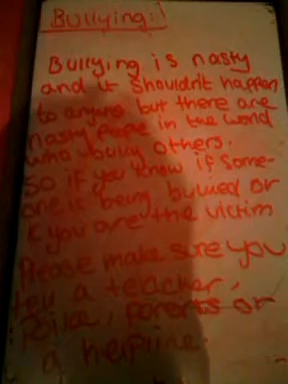 Bullying:!
Bullying is nasty
and it shouldn't happen
to anyone but there are
nasty people in the world
who bully others.
So if you know if some-
one is being bullied or
if you are the victim
Please make sure you
tell a teacher,
Police, parents or
a helpline.